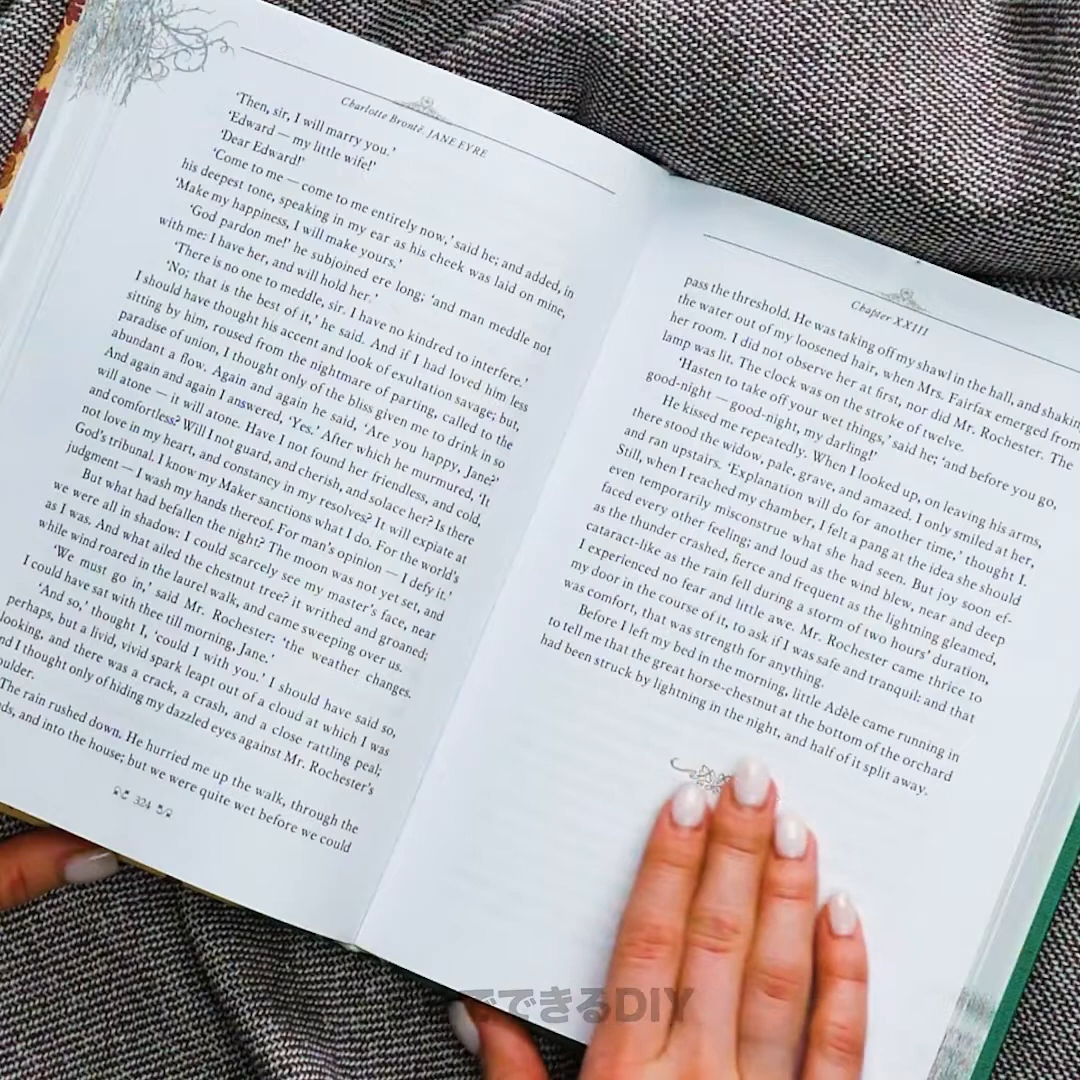 Charlotte Brontë. JANE EYRE
‘Then, sir, I will marry you.’
‘Edward — my little wife!’
‘Dear Edward!’
‘Come to me — come to me entirely now,’ said he; and added, in
his deepest tone, speaking in my ear as his cheek was laid on mine,
‘Make my happiness, I will make yours.’
‘God pardon me!’ he subjoined ere long; ‘and man meddle not
with me: I have her, and will hold her.’
‘There is no one to meddle, sir. I have no kindred to interfere.’
‘No; that is the best of it,’ he said. And if I had loved him less
I should have thought his accent and look of exultation savage; but,
sitting by him, roused from the nightmare of parting, called to the
paradise of union, I thought only of the bliss given me to drink in so
abundant a flow. Again and again he said, ‘Are you happy, Jane?’
And again and again I answered, ‘Yes.’ After which he murmured, ‘It
will atone — it will atone. Have I not found her friendless, and cold,
and comfortless? Will I not guard, and cherish, and solace her? Is there
not love in my heart, and constancy in my resolves? It will expiate at
God’s tribunal. I know my Maker sanctions what I do. For the world’s
judgment — I wash my hands thereof. For man’s opinion — I defy it.’
But what had befallen the night? The moon was not yet set, and
we were all in shadow: I could scarcely see my master’s face, near
as I was. And what ailed the chestnut tree? it writhed and groaned;
while wind roared in the laurel walk, and came sweeping over us.
‘We must go in,’ said Mr. Rochester: ‘the weather changes.
I could have sat with thee till morning, Jane.’
‘And so,’ thought I, ‘could I with you.’ I should have said so,
perhaps, but a livid, vivid spark leapt out of a cloud at which I was
looking, and there was a crack, a crash, and a close rattling peal;
nd I thought only of hiding my dazzled eyes against Mr. Rochester’s
oulder.
The rain rushed down. He hurried me up the walk, through the
ds, and into the house; but we were quite wet before we could
324
Chapter XXIII
pass the threshold. He was taking off my shawl in the hall, and shakin
the water out of my loosened hair, when Mrs. Fairfax emerged from
her room. I did not observe her at first, nor did Mr. Rochester. The
lamp was lit. The clock was on the stroke of twelve.
‘Hasten to take off your wet things,’ said he; ‘and before you go,
good-night — good-night, my darling!’
He kissed me repeatedly. When I looked up, on leaving his arms,
there stood the widow, pale, grave, and amazed. I only smiled at her,
and ran upstairs. ‘Explanation will do for another time,’ thought I.
Still, when I reached my chamber, I felt a pang at the idea she should
even temporarily misconstrue what she had seen. But joy soon ef-
faced every other feeling; and loud as the wind blew, near and deep
as the thunder crashed, fierce and frequent as the lightning gleamed,
cataract-like as the rain fell during a storm of two hours’ duration,
I experienced no fear and little awe. Mr. Rochester came thrice to
my door in the course of it, to ask if I was safe and tranquil: and that
was comfort, that was strength for anything.
Before I left my bed in the morning, little Adèle came running in
to tell me that the great horse-chestnut at the bottom of the orchard
had been struck by lightning in the night, and half of it split away.
でできるDIY